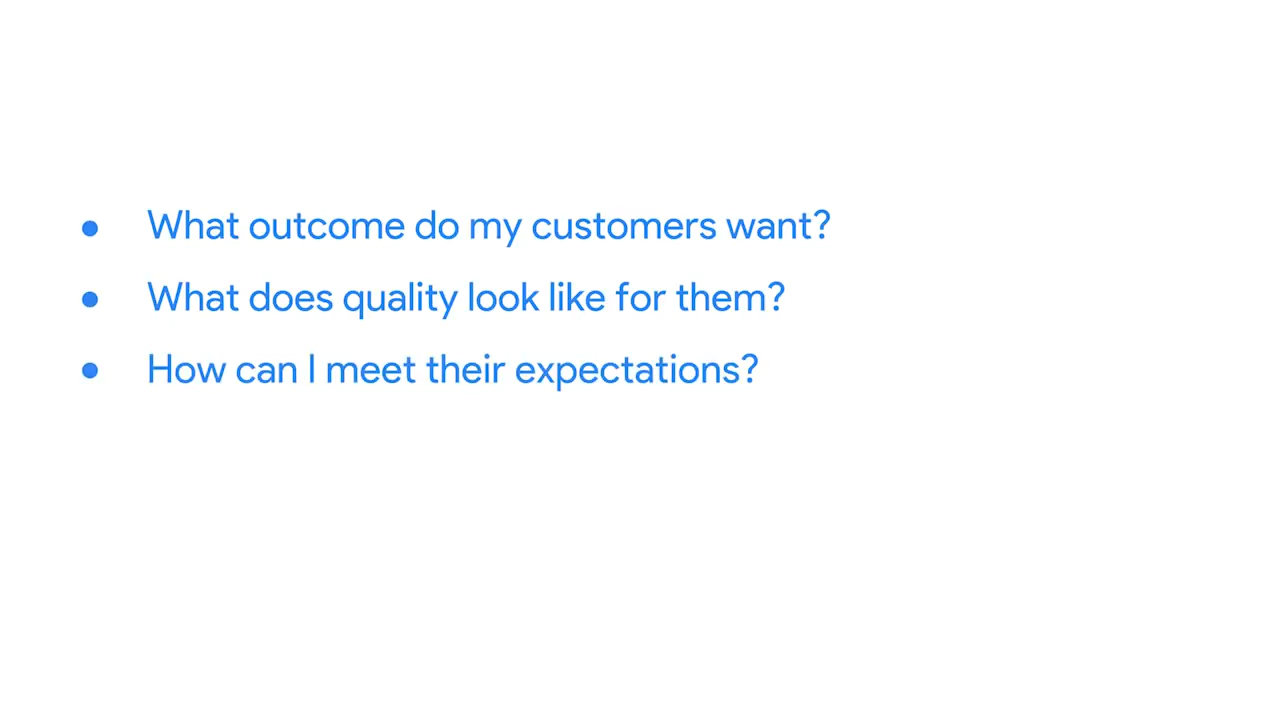 ● What outcome do my customers want?
● What does quality look like for them?
● How can I meet their expectations?